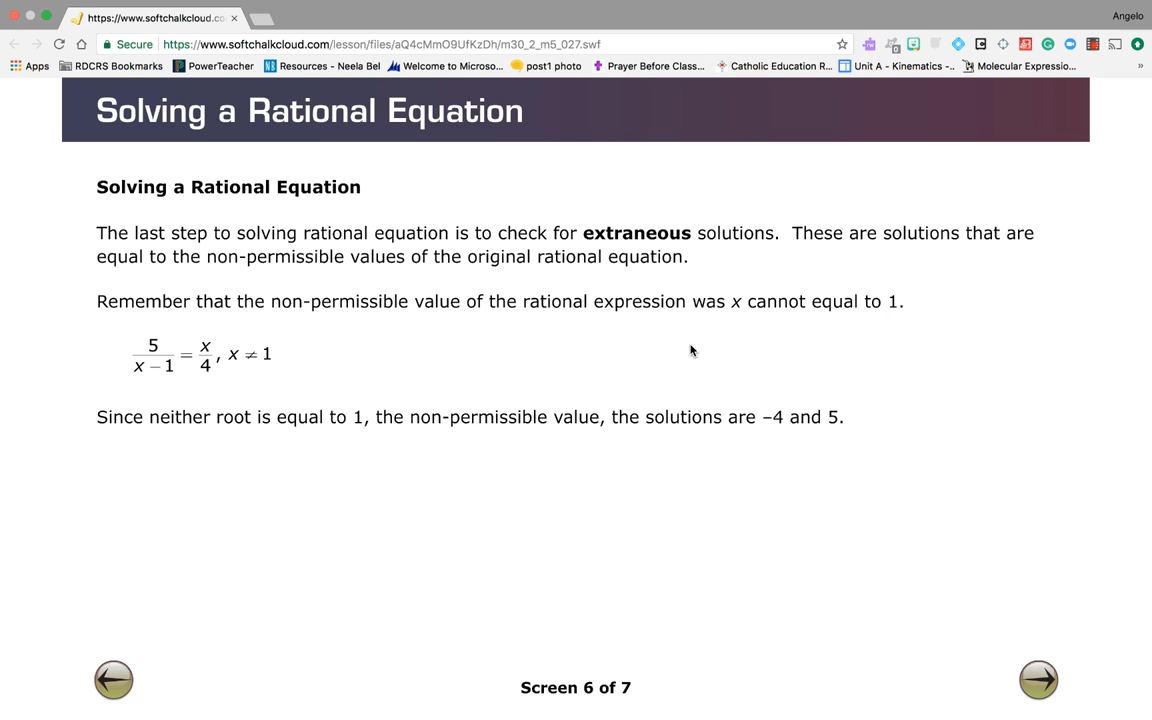 https://www.softchalkcloud.co
Angelo
Secure https://www.softchalkcloud.com/lesson/files/aQ4cMmO9UfKzDh/m30_2_m5_027.swf
Apps RDCRS Bookmarks PowerTeacher Resources - Neela Bel Welcome to Microso... post1 photo Prayer Before Class... Catholic Education R... Unit A - Kinematics -.. Molecular Expressio... »
Solving a Rational Equation
Solving a Rational Equation
The last step to solving rational equation is to check for extraneous solutions. These are solutions that are
equal to the non-permissible values of the original rational equation.
Remember that the non-permissible value of the rational expression was x cannot equal to 1.
5/(x – 1) = x/4, x ≠ 1
Since neither root is equal to 1, the non-permissible value, the solutions are –4 and 5.
Screen 6 of 7